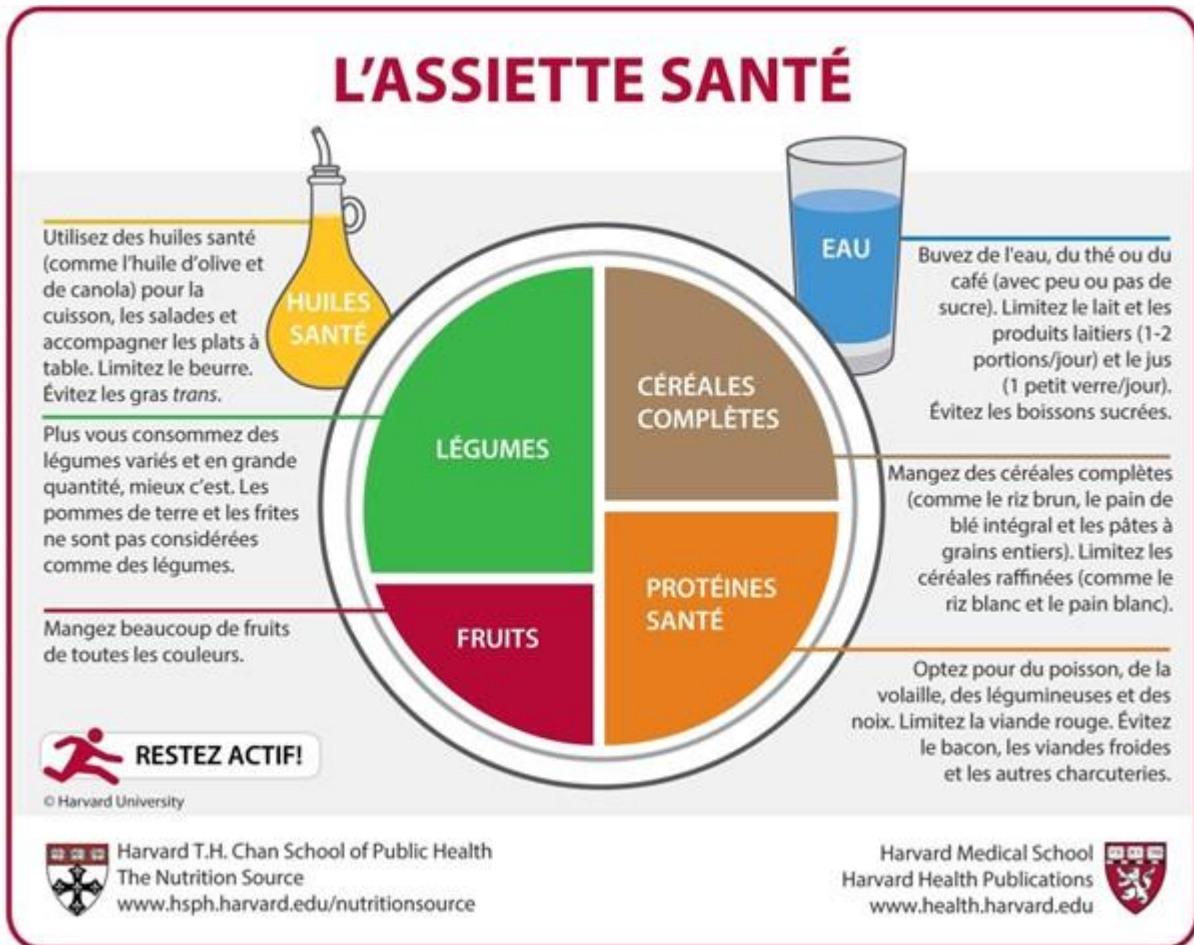 L'ASSIETTE SANTÉ
Utilisez des huiles santé
(comme l'huile d'olive et
de canola) pour la
cuisson, les salades et
accompagner les plats à
table. Limitez le beurre.
Évitez les gras trans.
HUILES
SANTÉ
Plus vous consommez des
légumes variés et en grande
quantité, mieux c'est. Les
pommes de terre et les frites
ne sont pas considérées
comme des légumes.
Mangez beaucoup de fruits
de toutes les couleurs.
LÉGUMES
FRUITS
CÉRÉALES
COMPLÈTES
PROTÉINES
SANTÉ
EAU
Buvez de l'eau, du thé ou du
café (avec peu ou pas de
sucre). Limitez le lait et les
produits laitiers (1-2
portions/jour) et le jus
(1 petit verre/jour).
Évitez les boissons sucrées.
Mangez des céréales complètes
(comme le riz brun, le pain de
blé intégral et les pâtes à
grains entiers). Limitez les
céréales raffinées (comme le
riz blanc et le pain blanc).
Optez pour du poisson, de la
volaille, des légumineuses et des
noix. Limitez la viande rouge. Évitez
le bacon, les viandes froides
et les autres charcuteries.
RESTEZ ACTIF!
© Harvard University
Harvard T.H. Chan School of Public Health
The Nutrition Source
www.hsph.harvard.edu/nutritionsource
Harvard Medical School
Harvard Health Publications
www.health.harvard.edu